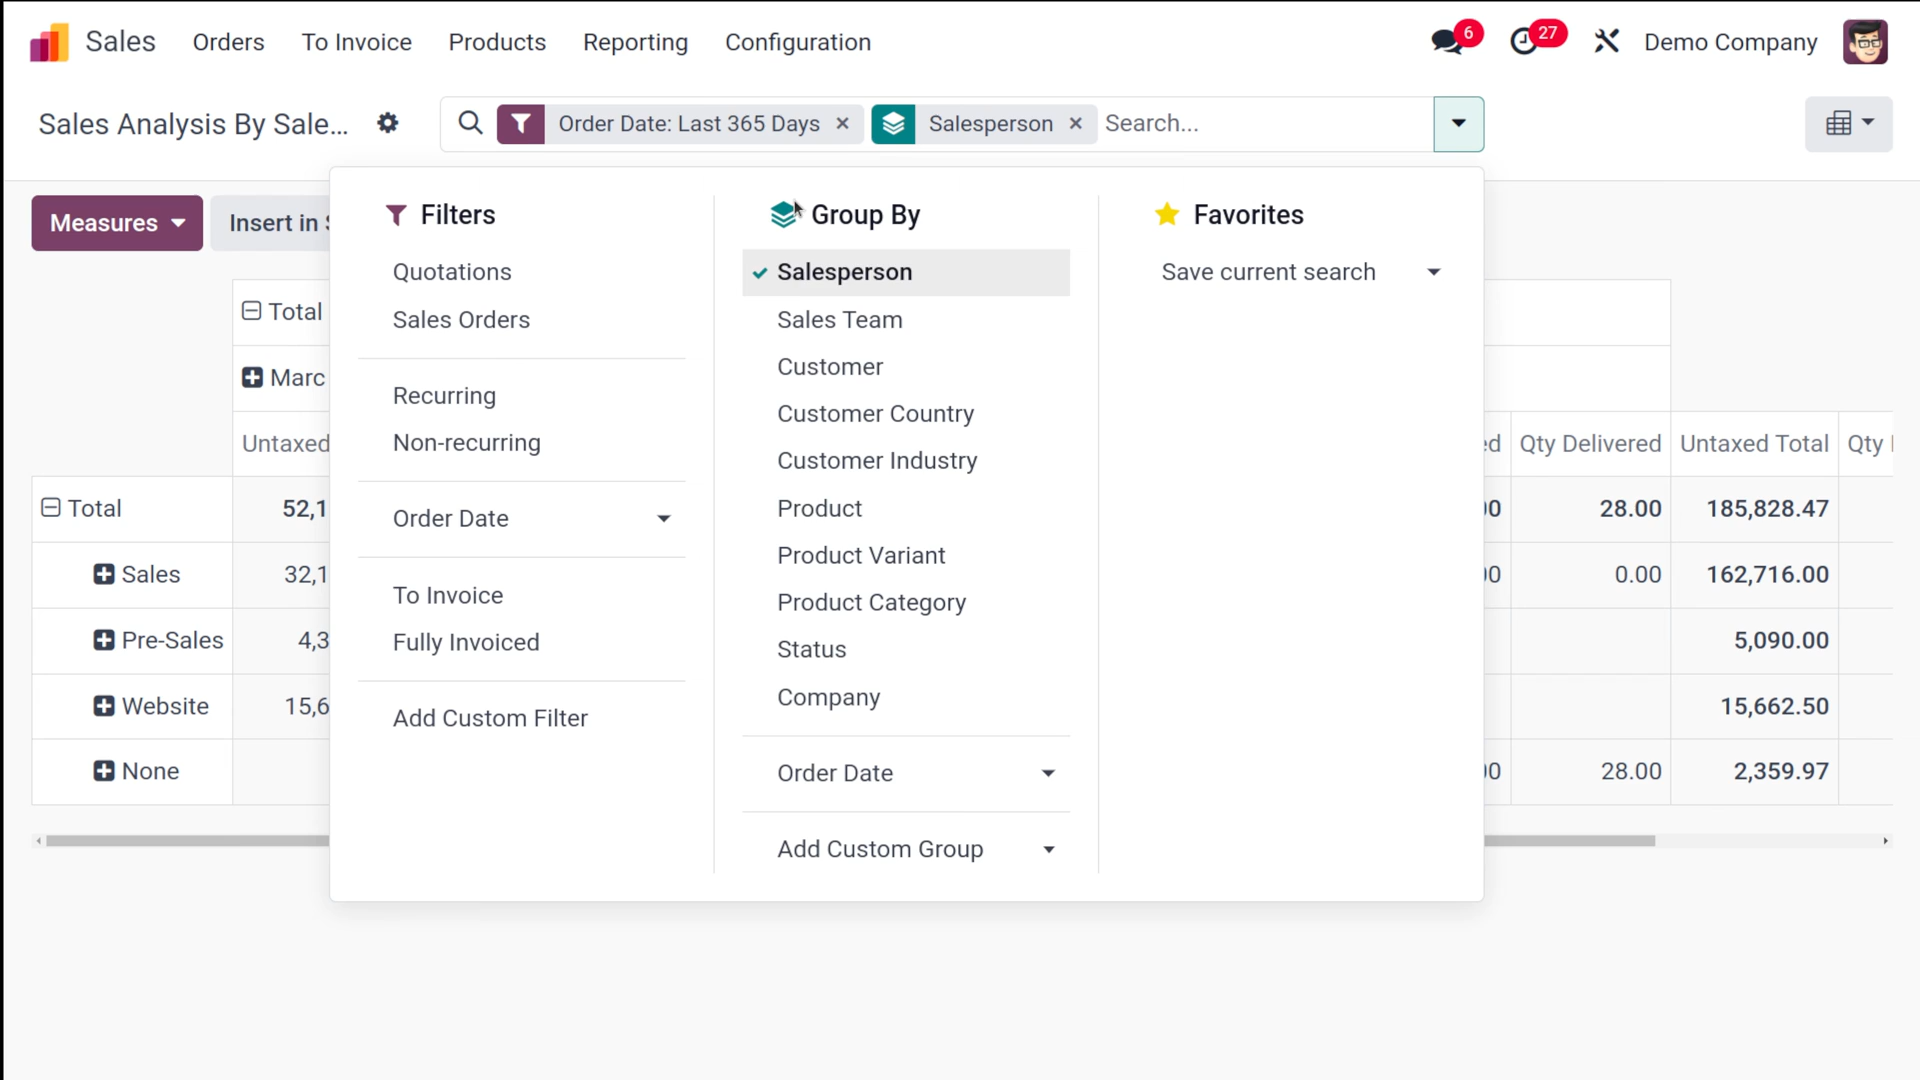 Sales Orders To Invoice Products Reporting Configuration 6 27 Demo Company
Sales Analysis By Sale... Order Date: Last 365 Days × Salesperson × Search...
Measures Insert in
Filters
Quotations
Sales Orders
Recurring
Non-recurring
Order Date
To Invoice
Fully Invoiced
Add Custom Filter
Group By
Salesperson
Sales Team
Customer
Customer Country
Customer Industry
Product
Product Variant
Product Category
Status
Company
Order Date
Add Custom Group
Favorites
Save current search
Total
Marc
Untaxed Qty Delivered Untaxed Total Qty
Total 52,1 28.00 185,828.47
Sales 32,1 0.00 162,716.00
Pre-Sales 4,3 5,090.00
Website 15,6 15,662.50
None 28.00 2,359.97